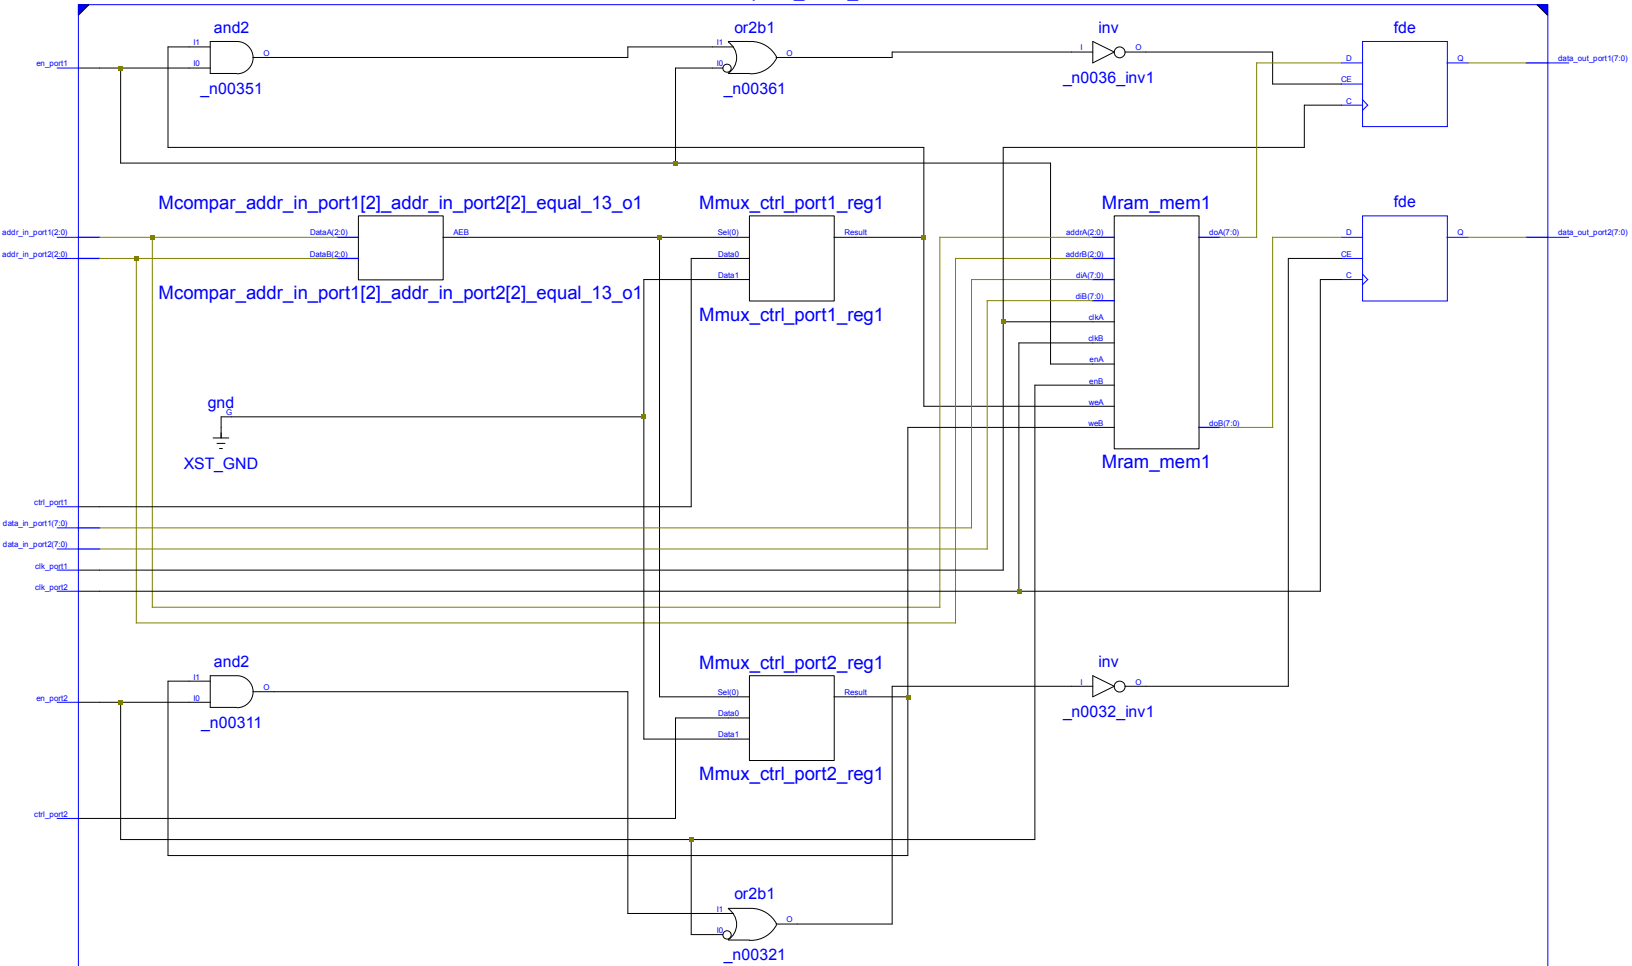 and2
or2b1
inv
fde
en_port1
I1
I0
O
I1
I0
O
I
O
D
CE
C
Q
data_out_port1(7:0)
_n00351
_n00361
_n0036_inv1
Mcompar_addr_in_port1[2]_addr_in_port2[2]_equal_13_o1
Mmux_ctrl_port1_reg1
Mram_mem1
fde
addr_in_port1(2:0)
addr_in_port2(2:0)
DataA(2:0)
DataB(2:0)
AEB
Sel(0)
Data0
Data1
Result
addrA(2:0)
addrB(2:0)
diA(7:0)
diB(7:0)
clkA
clkB
enA
enB
weA
weB
doA(7:0)
doB(7:0)
D
CE
C
Q
data_out_port2(7:0)
Mcompar_addr_in_port1[2]_addr_in_port2[2]_equal_13_o1
Mmux_ctrl_port1_reg1
gnd
G
XST_GND
Mram_mem1
ctrl_port1
data_in_port1(7:0)
data_in_port2(7:0)
clk_port1
clk_port2
and2
Mmux_ctrl_port2_reg1
inv
en_port2
I1
I0
O
Sel(0)
Data0
Data1
Result
I
O
_n00311
_n0032_inv1
Mmux_ctrl_port2_reg1
ctrl_port2
or2b1
I1
I0
O
_n00321